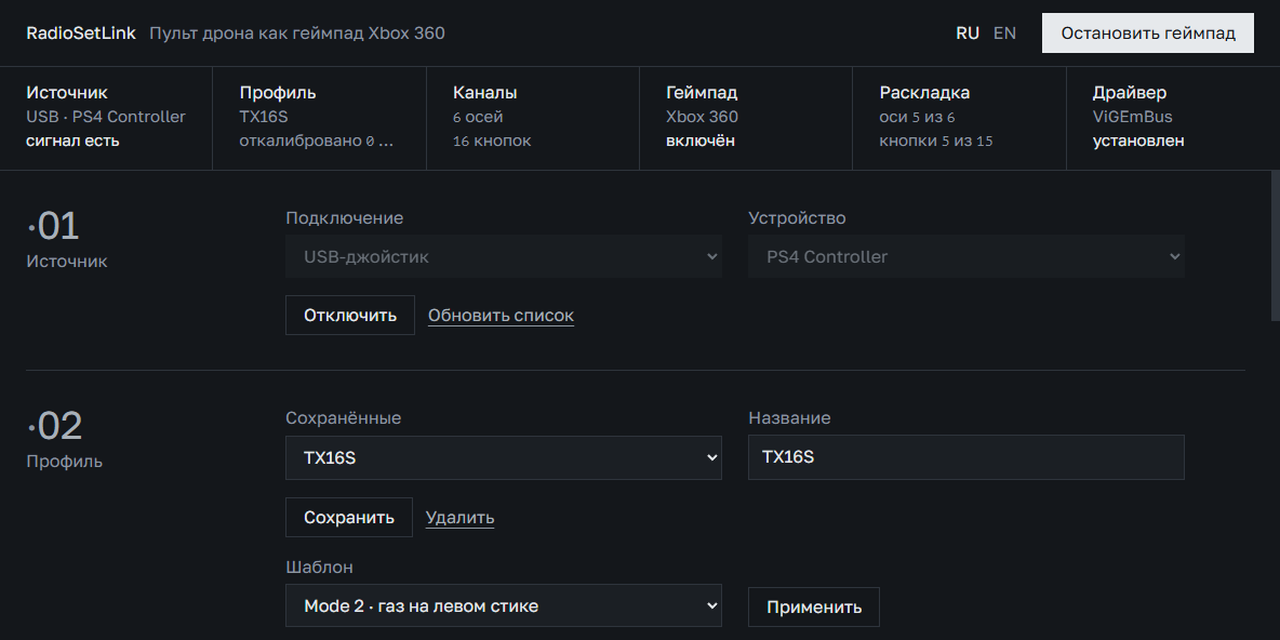 RadioSetLink Пульт дрона как геймпад Xbox 360
RU EN Остановить геймпад
Источник
USB · PS4 Controller
сигнал есть
Профиль
TX16S
откалибровано 0 ...
Каналы
6 осей
16 кнопок
Геймпад
Xbox 360
включён
Раскладка
оси 5 из 6
кнопки 5 из 15
Драйвер
ViGEmBus
установлен
·01
Источник
Подключение
USB-джойстик
Устройство
PS4 Controller
Отключить Обновить список
·02
Профиль
Сохранённые
TX16S
Название
TX16S
Сохранить Удалить
Шаблон
Mode 2 · газ на левом стике
Применить